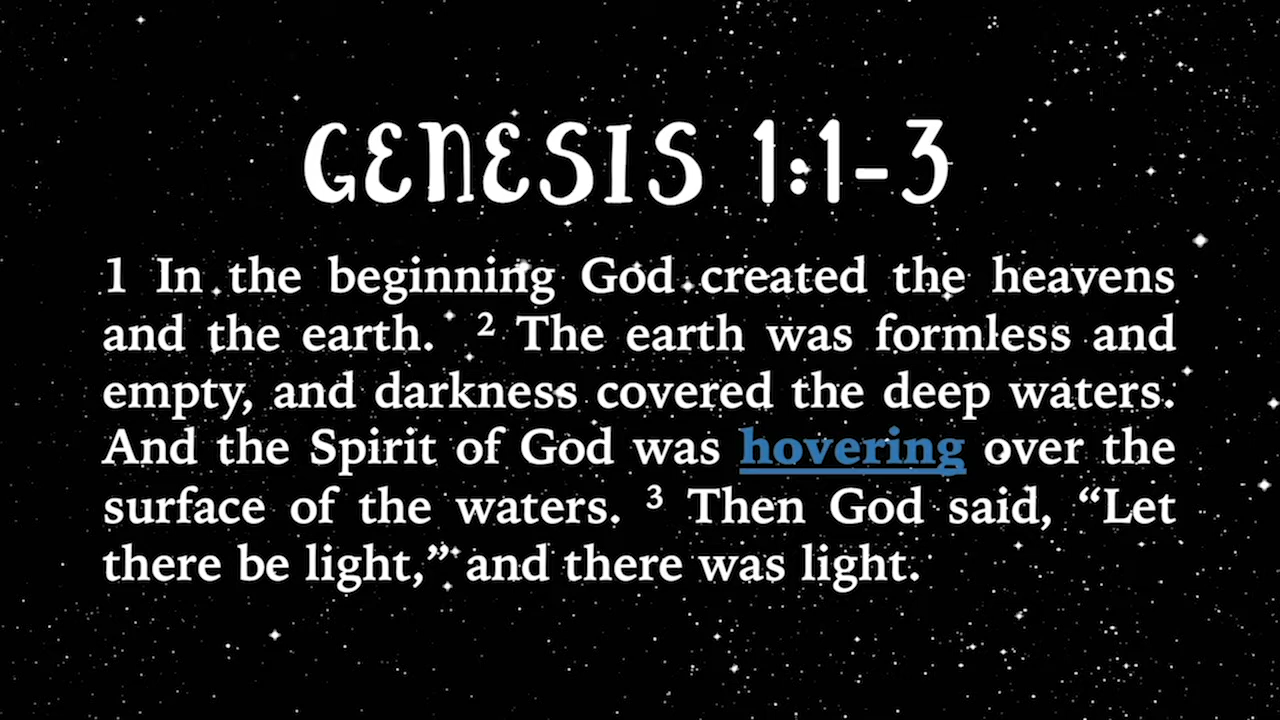 GENESIS 1:1-3
1 In the beginning God created the heavens
and the earth. ² The earth was formless and
empty, and darkness covered the deep waters.
And the Spirit of God was hovering over the
surface of the waters. ³ Then God said, “Let
there be light,” and there was light.